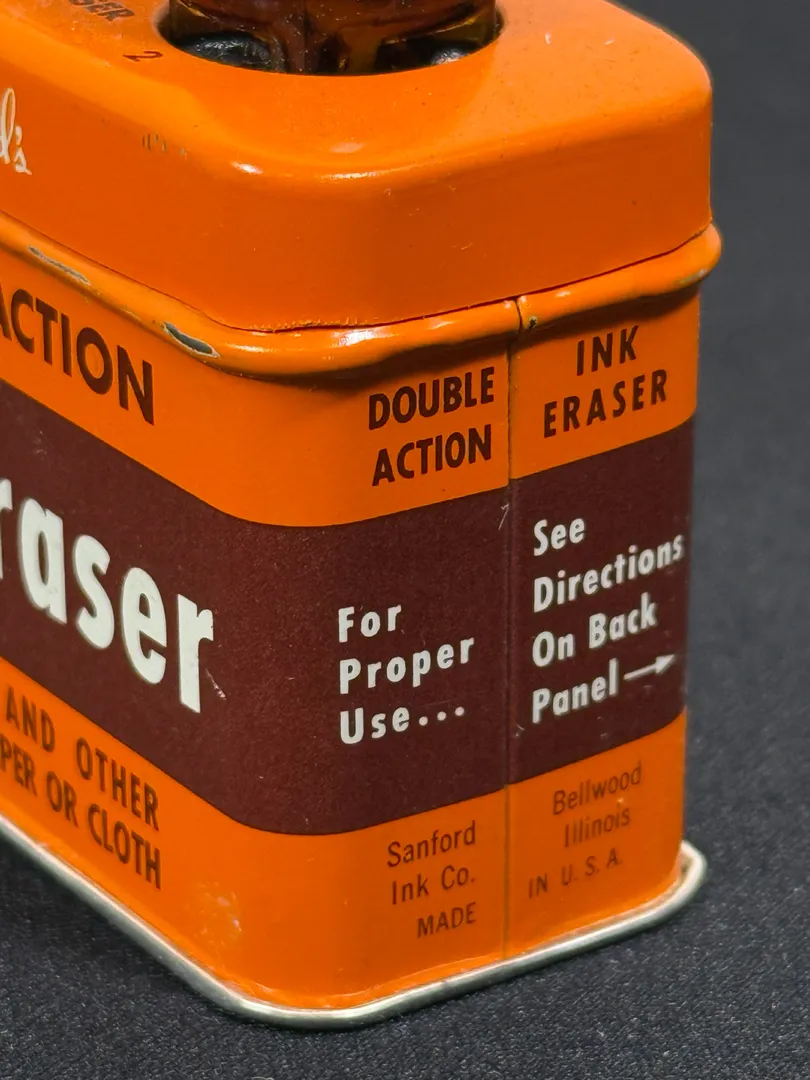 2
ACTION
raser
AND OTHER
PER OR CLOTH
DOUBLE
ACTION
For
Proper
Use...
Sanford
Ink Co.
MADE
INK
ERASER
See
Directions
On Back
Panel→
Bellwood
Illinois
IN U.S.A.